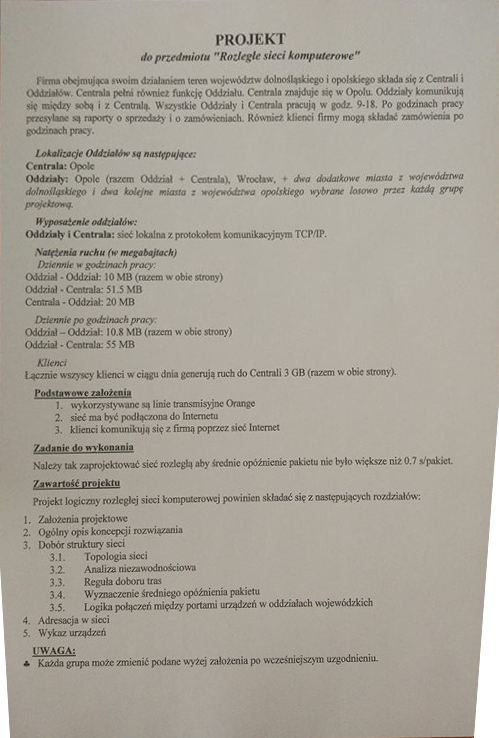 PROJEKT
do przedmiotu "Rozległe sieci komputerowe"
Firma obejmująca swoim działaniem teren województw dolnośląskiego i opolskiego składa się z Centrali i
Oddziałów. Centrala pełni również funkcję Oddziału. Centrala znajduje się w Opolu. Oddziały komunikują
się między sobą i z Centralą. Wszystkie Oddziały i Centrala pracują w godz. 9-18. Po godzinach pracy
przesyłane są raporty o sprzedaży i o zamówieniach. Również klienci firmy mogą składać zamówienia po
godzinach pracy.
Lokalizacje Oddziałów są następujące:
Centrala: Opole
Oddziały: Opole (razem Oddział + Centrala), Wrocław, + dwa dodatkowe miasta z województwa
dolnośląskiego i dwa kolejne miasta z województwa opolskiego wybrane losowo przez każdą grupę
projektową.
Wyposażenie oddziałów:
Oddziały i Centrala: sieć lokalna z protokołem komunikacyjnym TCP/IP.
Natężenia ruchu (w megabajtach)
Dziennie w godzinach pracy:
Oddział - Oddział: 10 MB (razem w obie strony)
Oddział - Centrala: 51.5 MB
Centrala - Oddział: 20 MB
Dziennie po godzinach pracy:
Oddział – Oddział: 10.8 MB (razem w obie strony)
Oddział - Centrala: 55 MB
Klienci
Łącznie wszyscy klienci w ciągu dnia generują ruch do Centrali 3 GB (razem w obie strony).
Podstawowe założenia
1. wykorzystywane są linie transmisyjne Orange
2. sieć ma być podłączona do Internetu
3. klienci komunikują się z firmą poprzez sieć Internet
Zadanie do wykonania
Należy tak zaprojektować sieć rozległą aby średnie opóźnienie pakietu nie było większe niż 0.7 s/pakiet.
Zawartość projektu
Projekt logiczny rozległej sieci komputerowej powinien składać się z następujących rozdziałów:
1. Założenia projektowe
2. Ogólny opis koncepcji rozwiązania
3. Dobór struktury sieci
3.1. Topologia sieci
3.2. Analiza niezawodnościowa
3.3. Reguła doboru tras
3.4. Wyznaczenie średniego opóźnienia pakietu
3.5. Logika połączeń między portami urządzeń w oddziałach wojewódzkich
4. Adresacja w sieci
5. Wykaz urządzeń
UWAGA:
♣ Każda grupa może zmienić podane wyżej założenia po wcześniejszym uzgodnieniu.